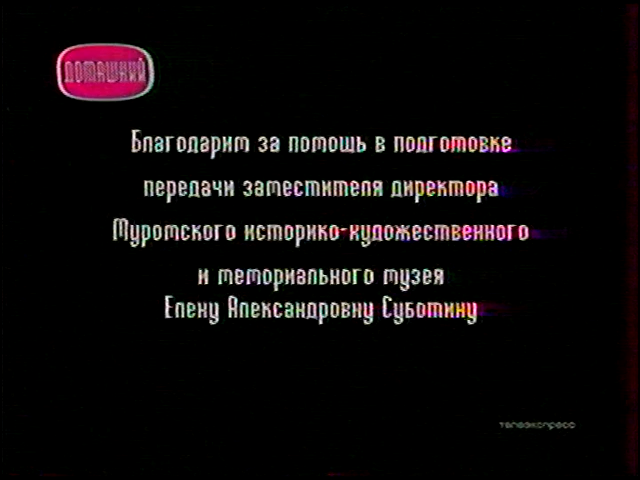 ДОМАШНИЙ
Благодарим за помощь в подготовке
передачи заместителя директора
Муромского историко-художественного
и мемориального музея
Елену Александровну Суботину
телеэкспресс